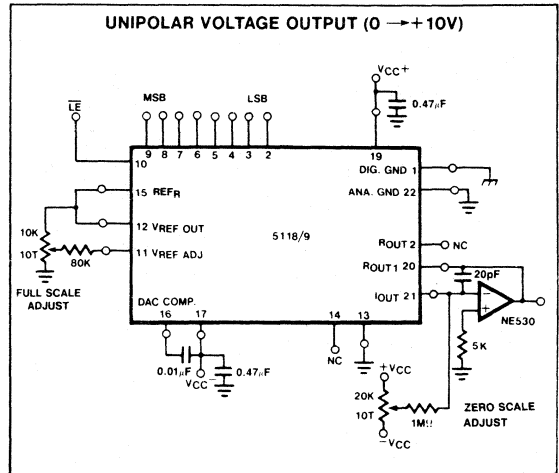 UNIPOLAR VOLTAGE OUTPUT (0 → +10V)
VCC+
LE
MSB
LSB
0.47µF
9 8 7 6 5 4 3 2
19
10
DIG. GND 1
15 REFR
ANA. GND 22
12 VREF OUT
5118/9
ROUT2
NC
10K
10T
80K
11 VREF ADJ
ROUT1 20
20pF
FULL SCALE
ADJUST
IOUT 21
−
+
NE530
DAC COMP.
16
17
14
13
5K
0.01µF
VCC−
0.47µF
NC
+VCC
20K
10T
1MΩ
−VCC
ZERO SCALE
ADJUST